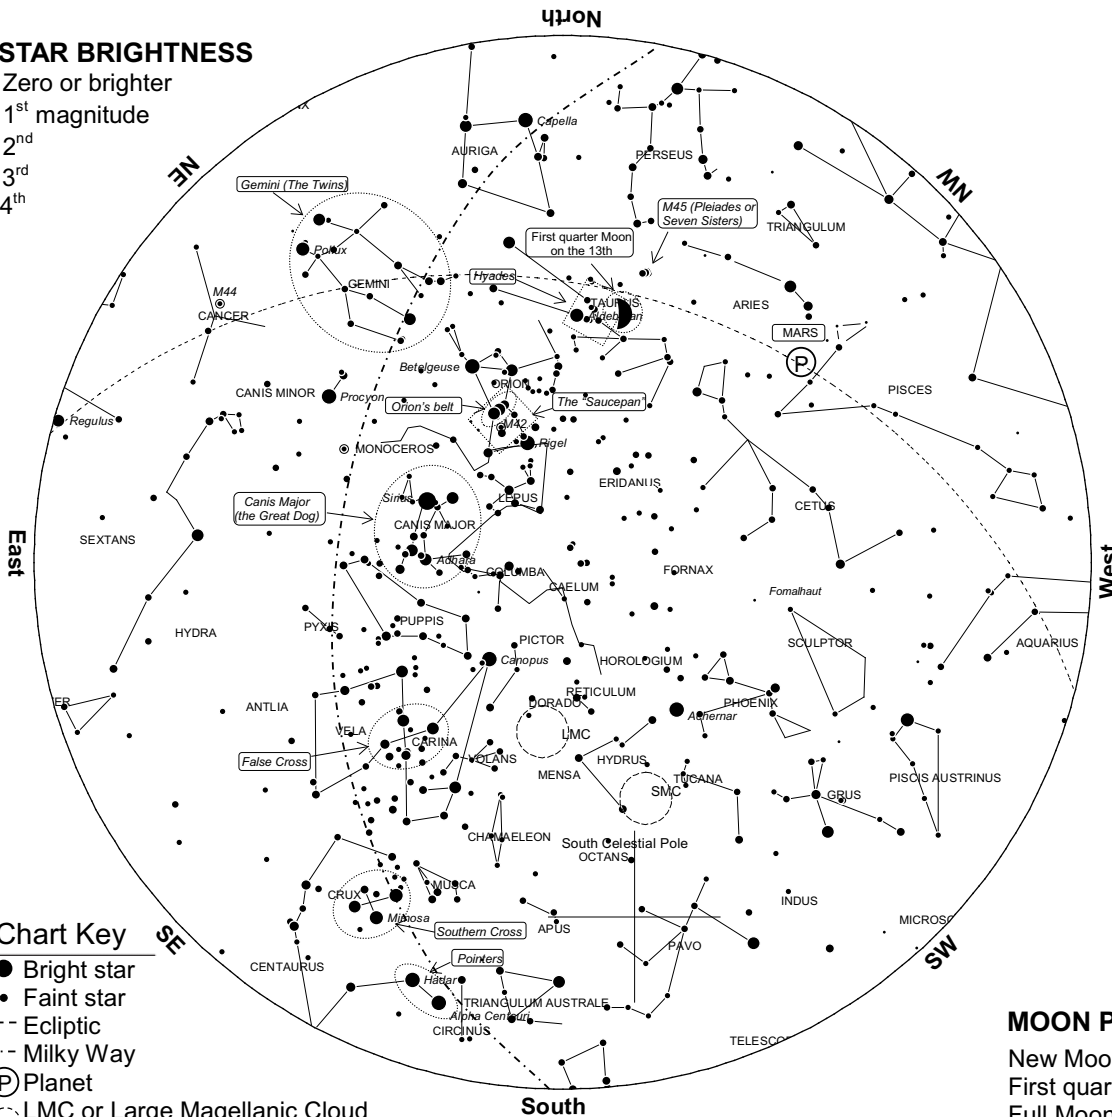 North
STAR BRIGHTNESS
Zero or brighter
1st magnitude
2nd
3rd
4th
NE
NW
Capella
AURIGA
PERSEUS
Gemini (The Twins)
M45 (Pleiades or
Seven Sisters)
TRIANGULUM
First quarter Moon
on the 13th
Pollux
GEMINI
Hyades
M44
CANCER
TAURUS
Aldebaran
ARIES
MARS
P
Betelgeuse
ORION
CANIS MINOR
Procyon
Orion's belt
The "Saucepan"
PISCES
Regulus
M42
Rigel
MONOCEROS
ERIDANUS
Canis Major
(the Great Dog)
Sirius
LEPUS
CETUS
CANIS MAJOR
East
SEXTANS
Adhara
COLUMBA
CAELUM
FORNAX
Fomalhaut
West
HYDRA
PYXIS
PUPPIS
PICTOR
SCULPTOR
AQUARIUS
Canopus
HOROLOGIUM
ER
ANTLIA
RETICULUM
DORADO
PHOENIX
Achernar
VELA
CARINA
LMC
False Cross
VOLANS
HYDRUS
MENSA
TUCANA
PISCIS AUSTRINUS
SMC
GRUS
CHAMAELEON
South Celestial Pole
OCTANS
MUSCA
CRUX
Mimosa
INDUS
Southern Cross
APUS
MICROSC
PAVO
SE
SW
Chart Key
Bright star
Faint star
Ecliptic
Milky Way
P Planet
LMC or Large Magellanic Cloud
CENTAURUS
Pointers
Hadar
TRIANGULUM AUSTRALE
Alpha Centauri
CIRCINUS
TELESCO
South
MOON P
New Moo
First quar
Full Moon